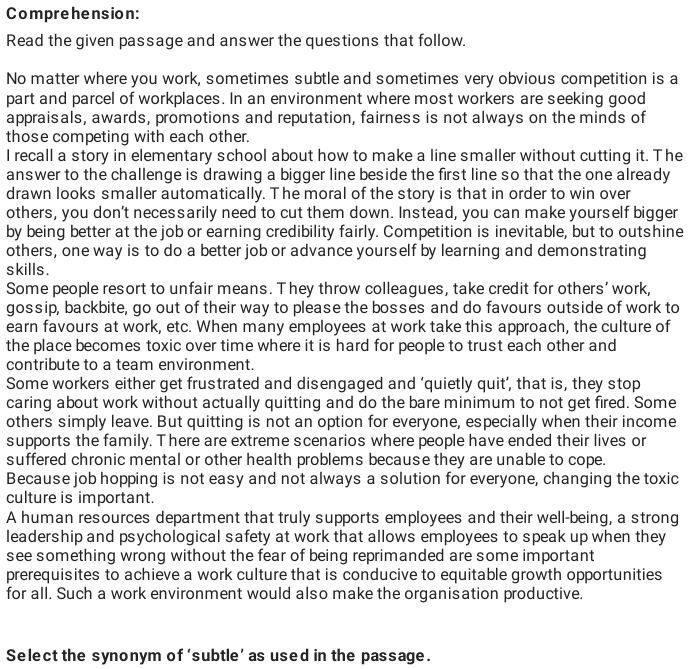 Comprehension:
Read the given passage and answer the questions that follow.
No matter where you work, sometimes subtle and sometimes very obvious competition is a
part and parcel of workplaces. In an environment where most workers are seeking good
appraisals, awards, promotions and reputation, fairness is not always on the minds of
those competing with each other.
I recall a story in elementary school about how to make a line smaller without cutting it. The
answer to the challenge is drawing a bigger line beside the first line so that the one already
drawn looks smaller automatically. The moral of the story is that in order to win over
others, you don't necessarily need to cut them down. Instead, you can make yourself bigger
by being better at the job or earning credibility fairly. Competition is inevitable, but to outshine
others, one way is to do a better job or advance yourself by learning and demonstrating
skills.
Some people resort to unfair means. They throw colleagues, take credit for others' work,
gossip, backbite, go out of their way to please the bosses and do favours outside of work to
earn favours at work, etc. When many employees at work take this approach, the culture of
the place becomes toxic over time where it is hard for people to trust each other and
contribute to a team environment.
Some workers either get frustrated and disengaged and ‘quietly quit’, that is, they stop
caring about work without actually quitting and do the bare minimum to not get fired. Some
others simply leave. But quitting is not an option for everyone, especially when their income
supports the family. There are extreme scenarios where people have ended their lives or
suffered chronic mental or other health problems because they are unable to cope.
Because job hopping is not easy and not always a solution for everyone, changing the toxic
culture is important.
A human resources department that truly supports employees and their well-being, a strong
leadership and psychological safety at work that allows employees to speak up when they
see something wrong without the fear of being reprimanded are some important
prerequisites to achieve a work culture that is conducive to equitable growth opportunities
for all. Such a work environment would also make the organisation productive.
Select the synonym of ‘subtle’ as used in the passage.